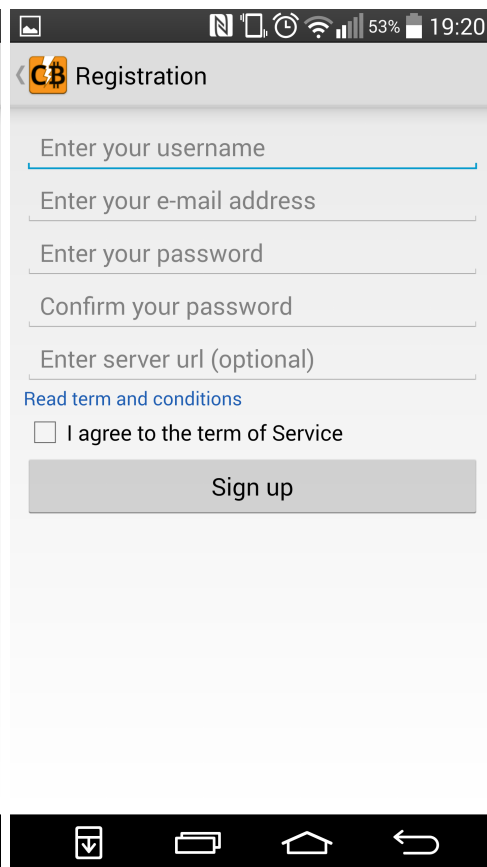 53% 19:20
CB Registration
Enter your username
Enter your e-mail address
Enter your password
Confirm your password
Enter server url (optional)
Read term and conditions
I agree to the term of Service
Sign up